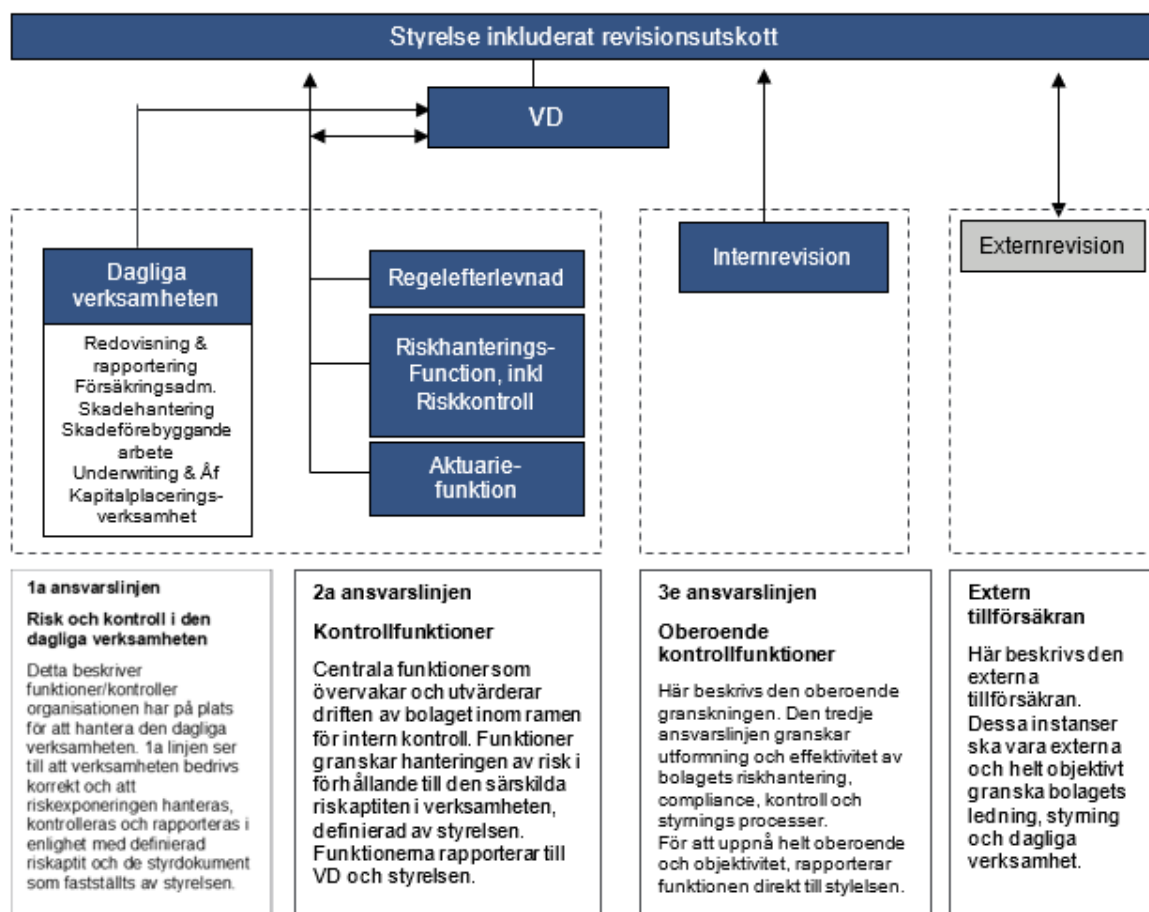 Styrelse inkluderat revisionsutskott
VD
Dagliga
verksamheten
Redovisning &
rapportering
Försäkringsadm.
Skadehantering
Skadeförebyggande
arbete
Underwriting & Åf
Kapitalplacerings-
verksamhet
Regelefterlevnad
Riskhanterings-
Function, inkl
Riskkontroll
Aktuarie-
funktion
Internrevision
Externrevision
1a ansvarslinjen
Risk och kontroll i den
dagliga verksamheten
Detta beskriver
funktioner/kontroller
organisationen har på plats
för att hantera den dagliga
verksamheten. 1a linjen ser
till att verksamheten bedrivs
korrekt och att
riskexponeringen hanteras,
kontrolleras och rapporteras i
enlighet med definierad
riskaptit och de styrdokument
som fastställts av styrelsen.
2a ansvarslinjen
Kontrollfunktioner
Centrala funktioner som
övervakar och utvärderar
driften av bolaget inom ramen
för intern kontroll. Funktioner
granskar hanteringen av risk i
förhållande till den särskilda
riskaptiten i verksamheten,
definierad av styrelsen.
Funktionerna rapporterar till
VD och styrelsen.
3e ansvarslinjen
Oberoende
kontrollfunktioner
Här beskrivs den oberoende
granskningen. Den tredje
ansvarslinjen granskar
utformning och effektivitet av
bolagets riskhantering,
compliance, kontroll och
styrnings processer.
För att uppnå helt oberoende
och objektivitet, rapporterar
funktionen direkt till stylelsen.
Extern
tillförsäkran
Här beskrivs den
externa
tillförsäkran.
Dessa instanser
ska vara externa
och helt objektivt
granska bolagets
ledning, styrning
och dagliga
verksamhet.